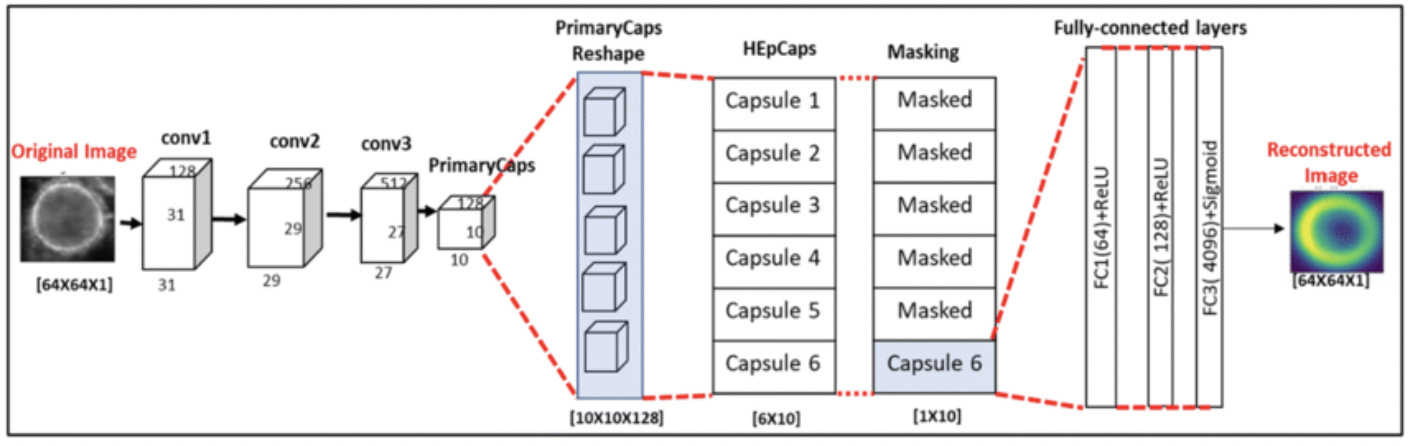 Original Image
[64X64X1]
conv1
128
31
31
conv2
256
29
29
conv3
512
27
27
PrimaryCaps
128
10
10
PrimaryCaps
Reshape
[10X10X128]
HEpCaps
Capsule 1
Capsule 2
Capsule 3
Capsule 4
Capsule 5
Capsule 6
[6X10]
Masking
Masked
Masked
Masked
Masked
Masked
Capsule 6
[1X10]
Fully-connected layers
FC1(64)+ReLU
FC2( 128)+ReLU
FC3( 4096)+Sigmoid
Reconstructed
Image
[64X64X1]